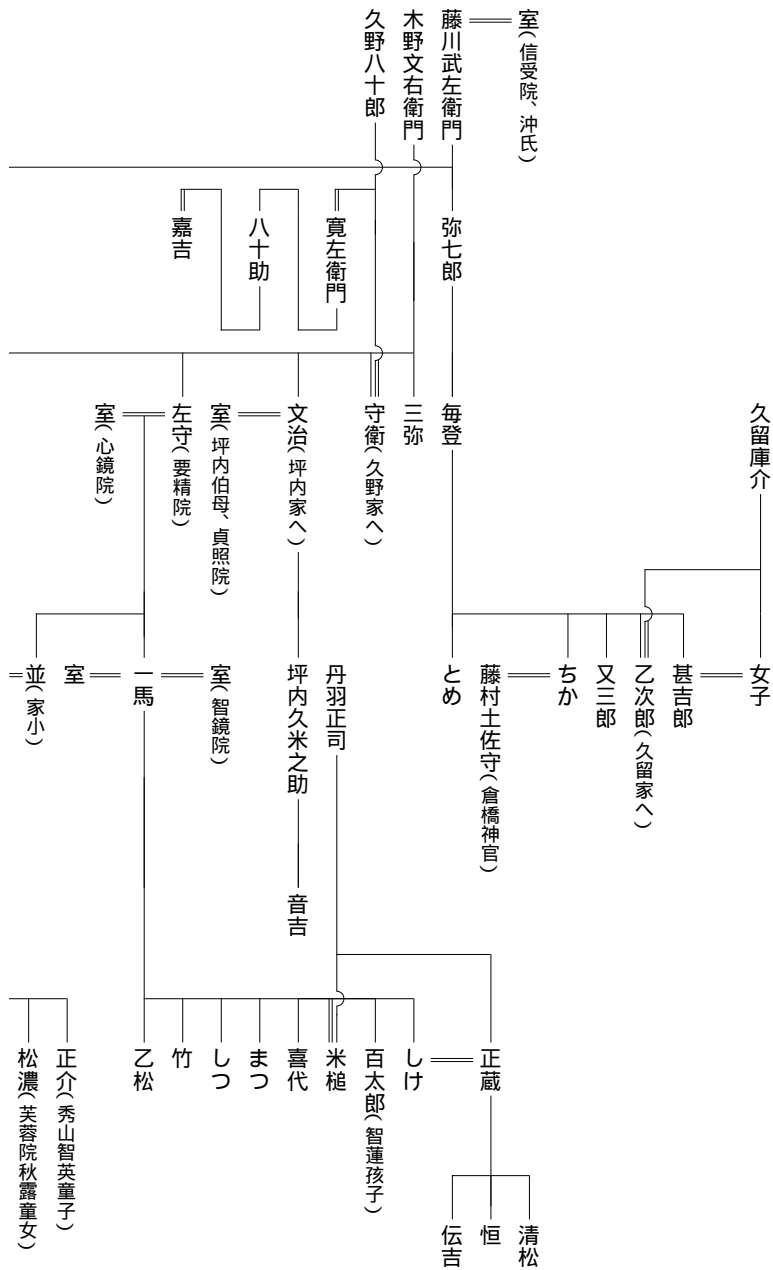 室(信受院、沖氏)
藤川武左衛門
木野文右衛門
久野八十郎
弥七郎
寛左衛門
八十助
嘉吉
久留庫介
毎登
三弥
守衛(久野家へ)
文治(坪内家へ)
室(坪内伯母、貞照院)
左守(要精院)
室(心鏡院)
女子
甚吉郎
乙次郎(久留家へ)
又三郎
ちか
藤村土佐守(倉橋神官)
とめ
丹羽正司
坪内久米之助
室(智鏡院)
一馬
室
並(家小)
音吉
正蔵
しけ
百太郎(智蓮孩子)
米槌
喜代
まつ
しつ
竹
乙松
正介(秀山智英童子)
松濃(芙蓉院秋露童女)
清松
恒
伝吉